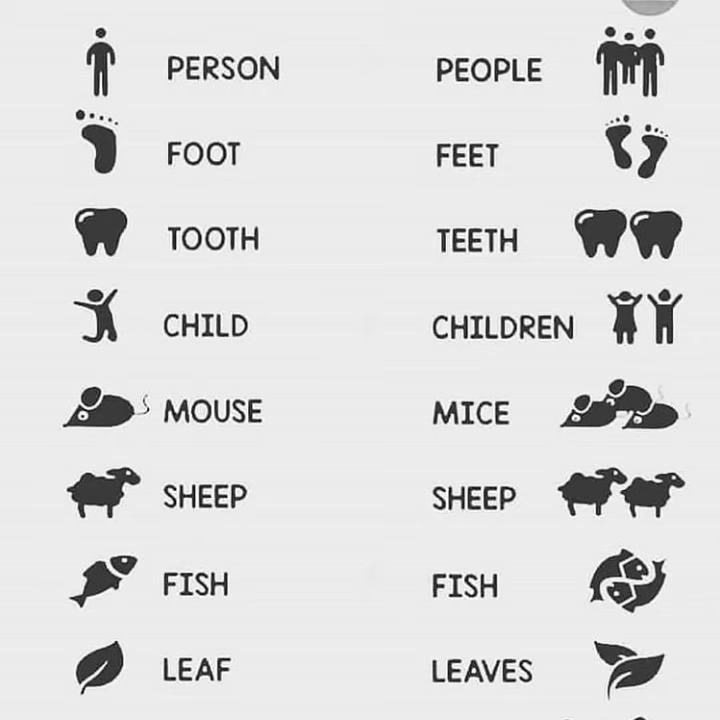 PERSON PEOPLE
FOOT FEET
TOOTH TEETH
CHILD CHILDREN
MOUSE MICE
SHEEP SHEEP
FISH FISH
LEAF LEAVES